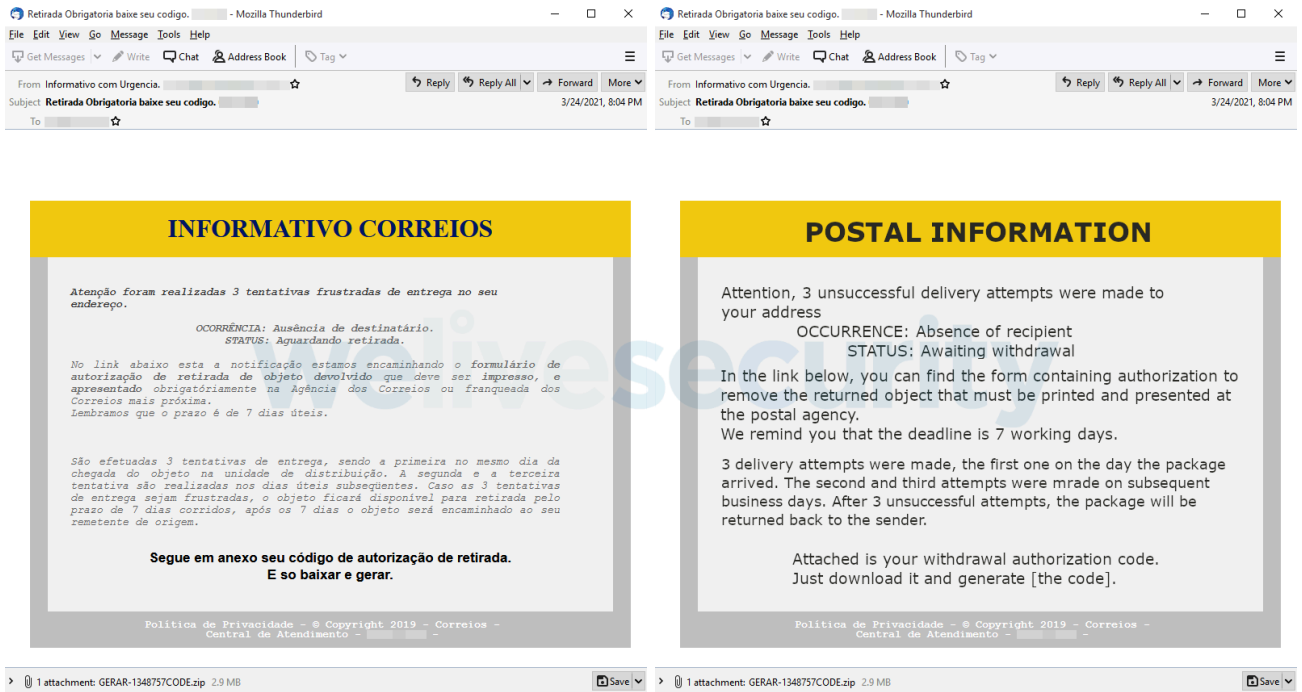 Retirada Obrigatoria baixe seu codigo. - Mozilla Thunderbird
File Edit View Go Message Tools Help
Get Messages Write Chat Address Book Tag
From Informativo com Urgencia. Reply Reply All Forward More
Subject Retirada Obrigatoria baixe seu codigo. 3/24/2021, 8:04 PM
To
INFORMATIVO CORREIOS
Atenção foram realizadas 3 tentativas frustradas de entrega no seu
endereço.
OCORRÊNCIA: Ausência de destinatário.
STATUS: Aguardando retirada.
No link abaixo esta a notificação estamos encaminhando o formulário de
autorização de retirada de objeto devolvido que deve ser impresso, e
apresentado obrigatóriamente na Agência dos Correios ou franqueada dos
Correios mais próxima.
Lembramos que o prazo é de 7 dias úteis.
São efetuadas 3 tentativas de entrega, sendo a primeira no mesmo dia da
chegada do objeto na unidade de distribuição. A segunda e a terceira
tentativa são realizadas nos dias úteis subseqüentes. Caso as 3 tentativas
de entrega sejam frustradas, o objeto ficará disponível para retirada pelo
prazo de 7 dias corridos, após os 7 dias o objeto será encaminhado ao seu
remetente de origem.
Segue em anexo seu código de autorização de retirada.
E so baixar e gerar.
Politica de Privacidade - © Copyright 2019 - Correios -
Central de Atendimento - -
1 attachment: GERAR-1348757CODE.zip 2.9 MB Save
Retirada Obrigatoria baixe seu codigo. - Mozilla Thunderbird
File Edit View Go Message Tools Help
Get Messages Write Chat Address Book Tag
From Informativo com Urgencia. Reply Reply All Forward More
Subject Retirada Obrigatoria baixe seu codigo. 3/24/2021, 8:04 PM
To
POSTAL INFORMATION
Attention, 3 unsuccessful delivery attempts were made to
your address
OCCURRENCE: Absence of recipient
STATUS: Awaiting withdrawal
In the link below, you can find the form containing authorization to
remove the returned object that must be printed and presented at
the postal agency.
We remind you that the deadline is 7 working days.
3 delivery attempts were made, the first one on the day the package
arrived. The second and third attempts were mrade on subsequent
business days. After 3 unsuccessful attempts, the package will be
returned back to the sender.
Attached is your withdrawal authorization code.
Just download it and generate [the code].
Politica de Privacidade - © Copyright 2019 - Correios -
Central de Atendimento - -
1 attachment: GERAR-1348757CODE.zip 2.9 MB Save
welivesecurity